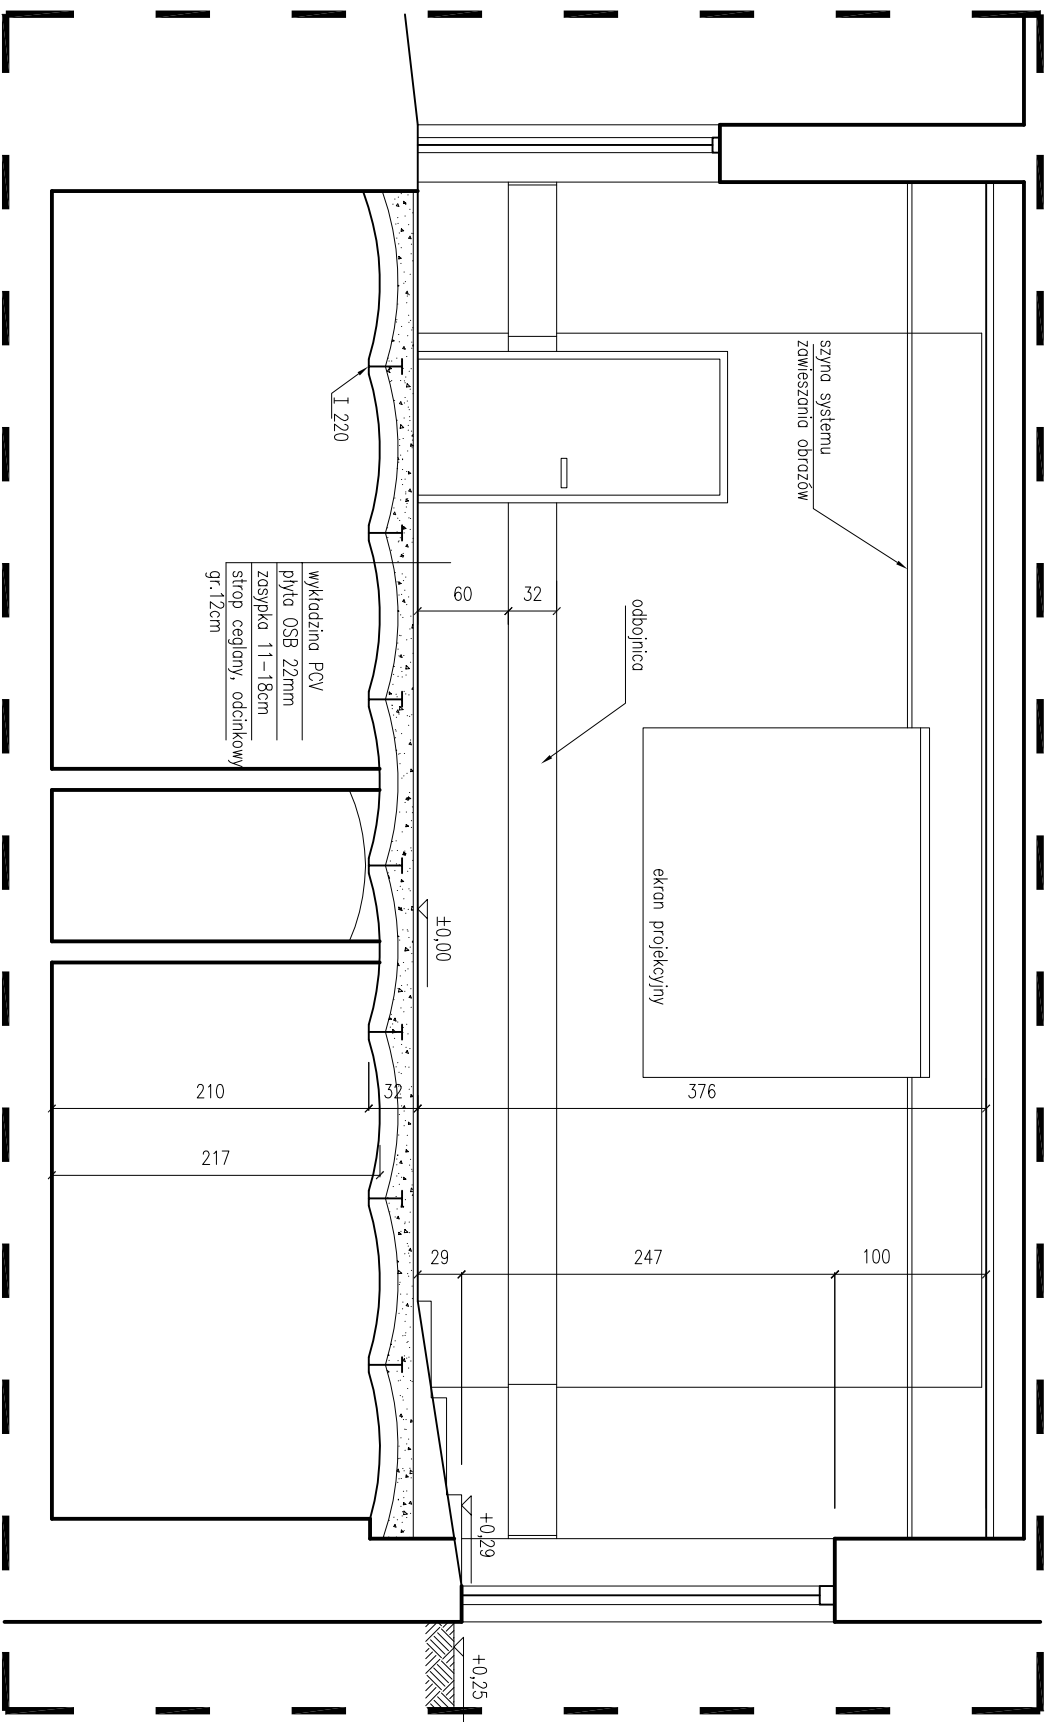 szyna systemu
zawieszania obrazów
odbojnica
ekran projekcyjny
60
32
376
29
247
100
±0,00
+0,29
+0,25
I 220
wykładzina PCV
płyta OSB 22mm
zasypka 11-18cm
strop ceglany, odcinkowy
gr.12cm
210
32
217